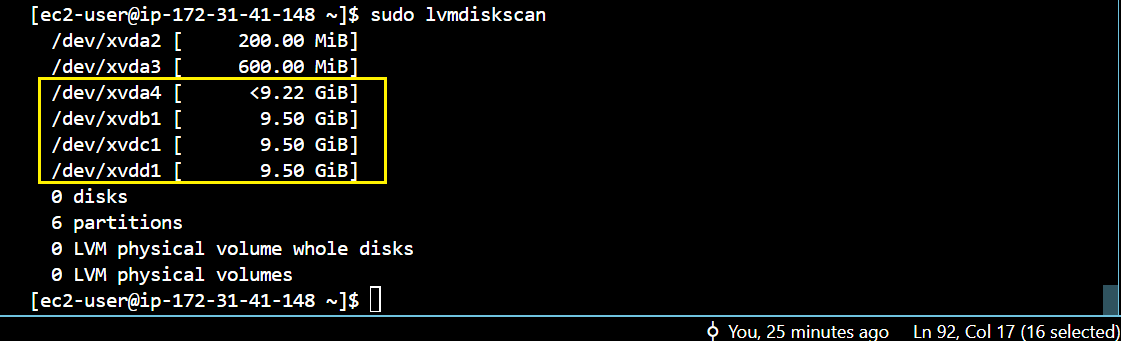 [ec2-user@ip-172-31-41-148 ~]$ sudo lvmdiskscan
/dev/xvda2 [     200.00 MiB]
/dev/xvda3 [     600.00 MiB]
/dev/xvda4 [      <9.22 GiB]
/dev/xvdb1 [       9.50 GiB]
/dev/xvdc1 [       9.50 GiB]
/dev/xvdd1 [       9.50 GiB]
0 disks
6 partitions
0 LVM physical volume whole disks
0 LVM physical volumes
[ec2-user@ip-172-31-41-148 ~]$
You, 25 minutes ago Ln 92, Col 17 (16 selected)